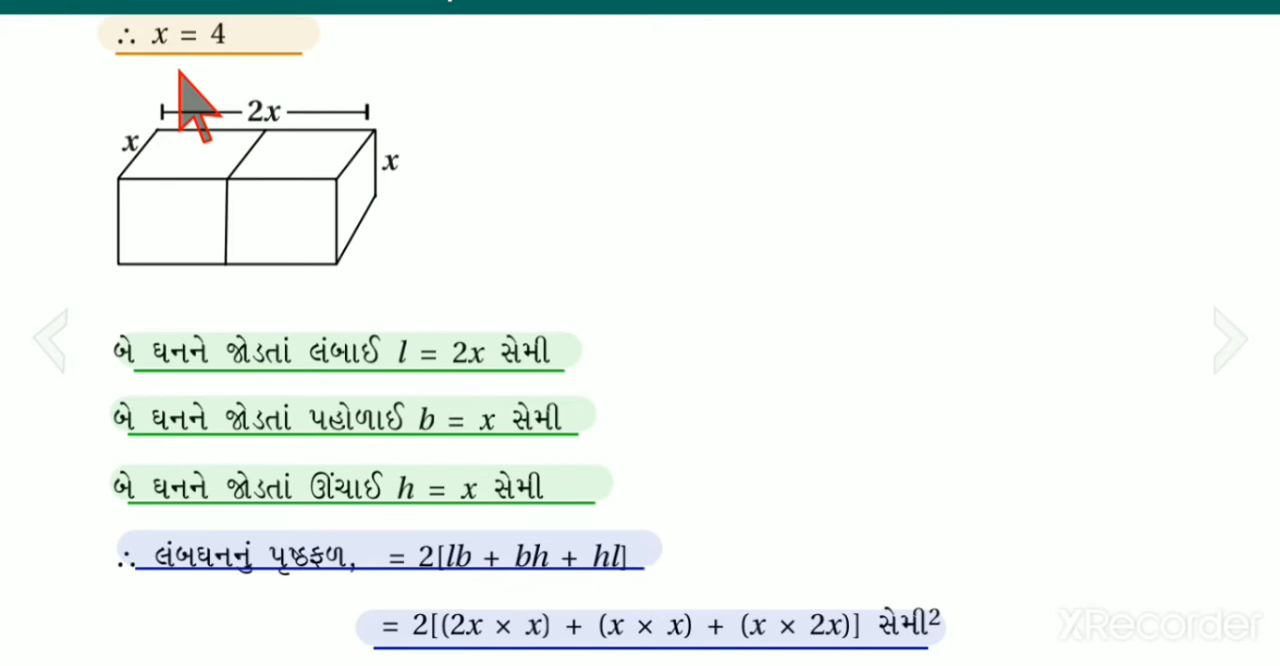 ∴ x = 4
2x
x
x
બે ઘનને જોડતાં લંબાઈ l = 2x સેમી
બે ઘનને જોડતાં પહોળાઈ b = x સેમી
બે ઘનને જોડતાં ઊંચાઈ h = x સેમી
∴ લંબઘનનું પૃષ્ઠફળ, = 2[lb + bh + hl]
= 2[(2x × x) + (x × x) + (x × 2x)] સેમી²
XRecorder